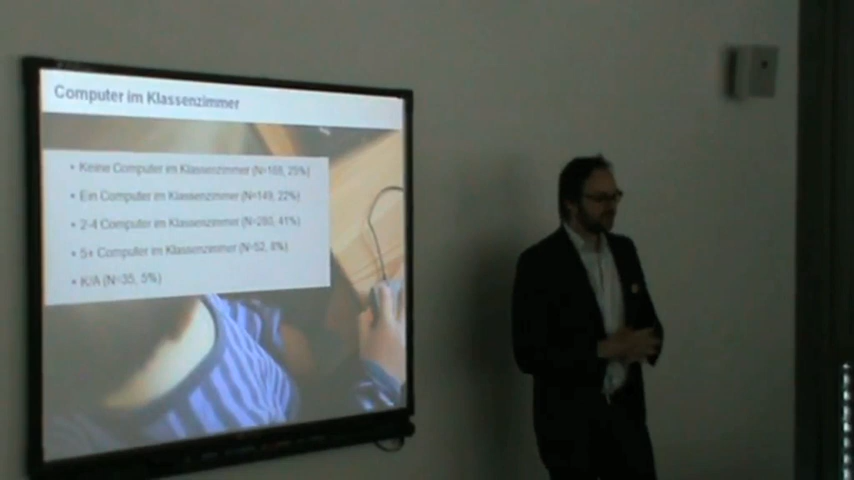 Computer im Klassenzimmer
• Keine Computer im Klassenzimmer (N=168, 25%)
• Ein Computer im Klassenzimmer (N=149, 22%)
• 2-4 Computer im Klassenzimmer (N=280, 41%)
• 5+ Computer im Klassenzimmer (N=52, 8%)
• K/A (N=35, 5%)